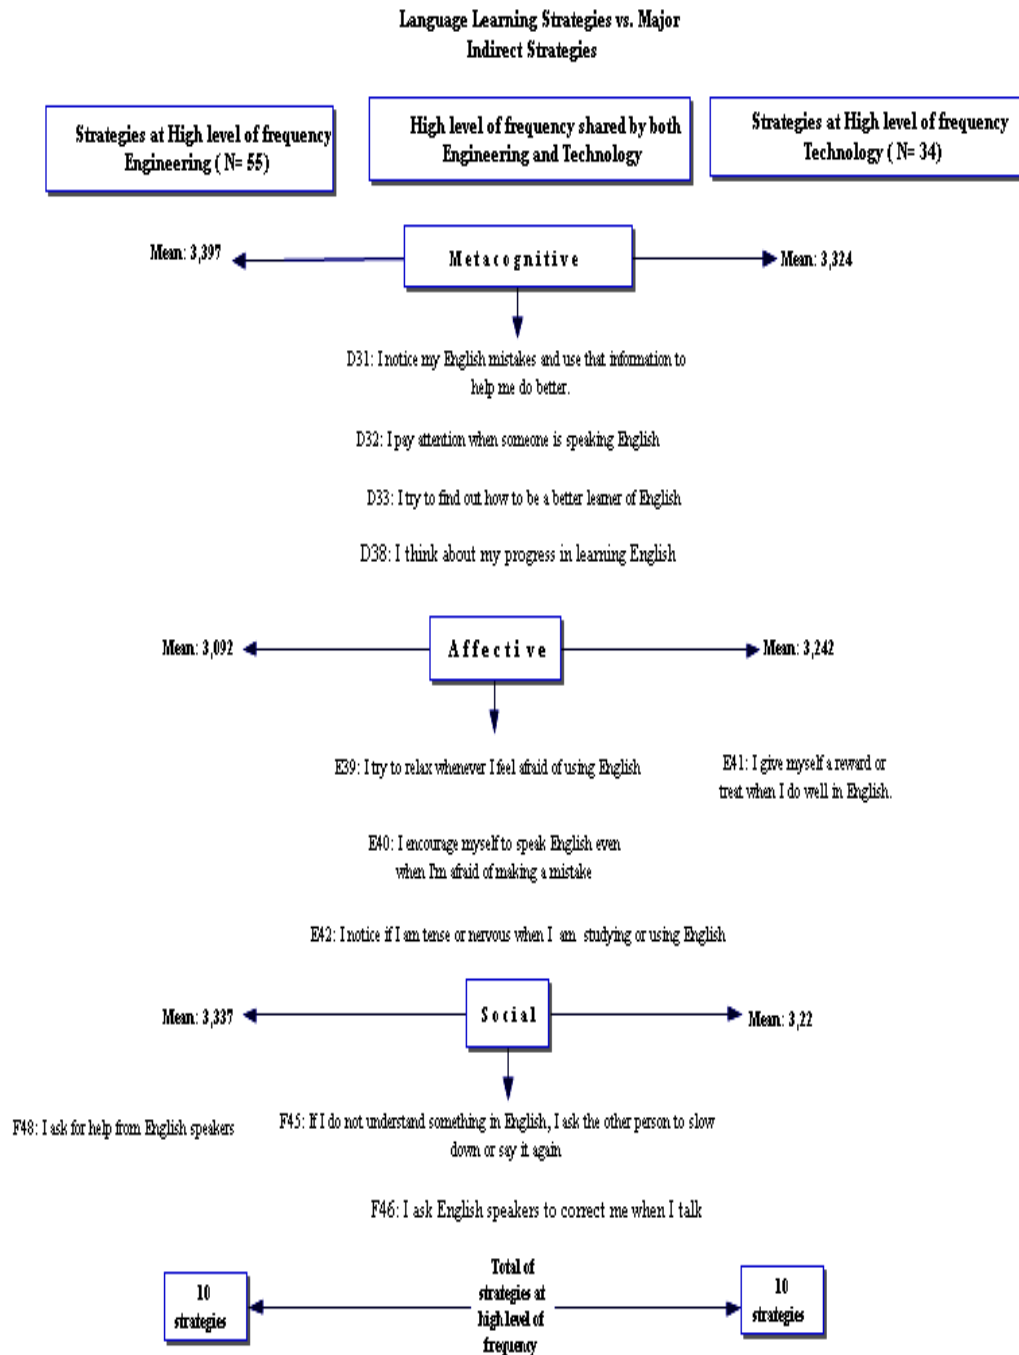 Language Learning Strategies vs. Major
Indirect Strategies
Strategies at High level of frequency
Engineering ( N= 55)
High level of frequency shared by both
Engineering and Technology
Strategies at High level of frequency
Technology ( N= 34)
Mean: 3,397
Metacognitive
Mean: 3,324
D31: I notice my English mistakes and use that information to
help me do better.
D32: I pay attention when someone is speaking English
D33: I try to find out how to be a better learner of English
D38: I think about my progress in learning English
Mean: 3,092
Affective
Mean: 3,242
E39: I try to relax whenever I feel afraid of using English
E41: I give myself a reward or
treat when I do well in English.
E40: I encourage myself to speak English even
when I'm afraid of making a mistake
E42: I notice if I am tense or nervous when I am studying or using English
Mean: 3,337
Social
Mean: 3,22
F48: I ask for help from English speakers
F45: If I do not understand something in English, I ask the other person to slow
down or say it again
F46: I ask English speakers to correct me when I talk
10
strategies
Total of
strategies at
high level of
frequency
10
strategies